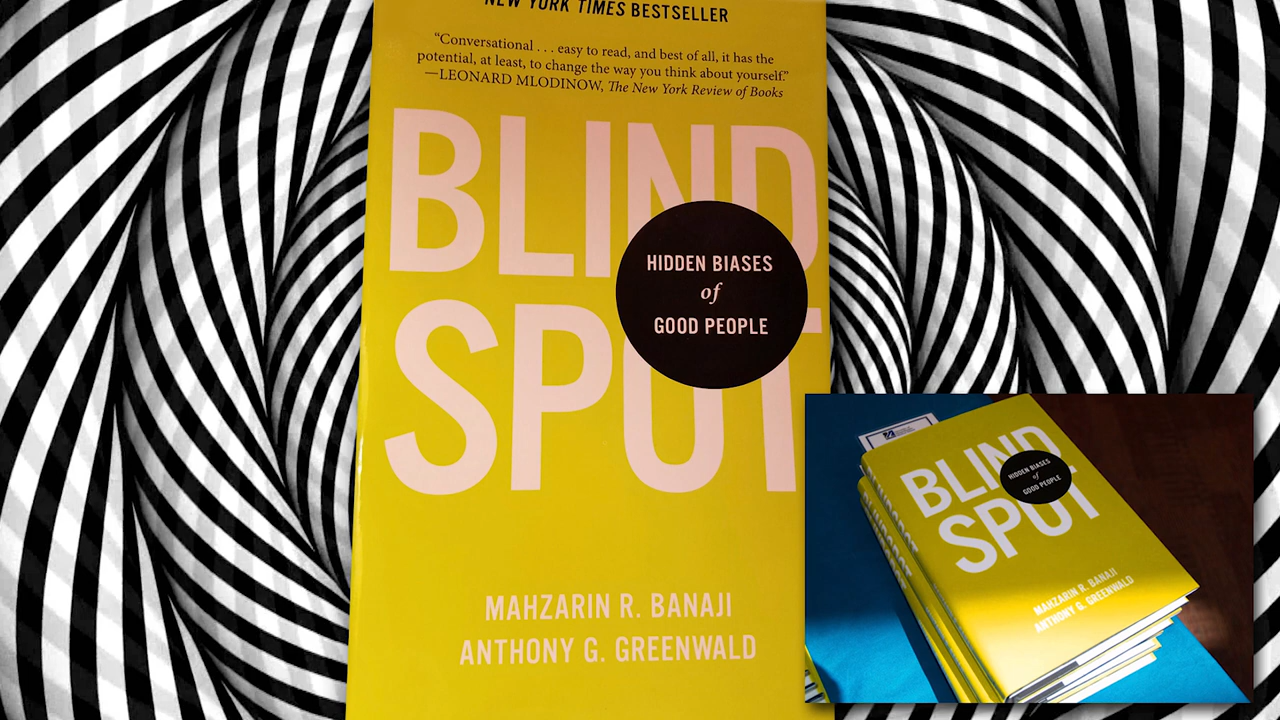 NEW YORK TIMES BESTSELLER
“Conversational . . . easy to read, and best of all, it has the
potential, at least, to change the way you think about yourself.”
—LEONARD MLODINOW, The New York Review of Books
BLIND
SPOT
HIDDEN BIASES
of
GOOD PEOPLE
MAHZARIN R. BANAJI
ANTHONY G. GREENWALD
BLIND
SPOT
HIDDEN BIASES
of
GOOD PEOPLE
MAHZARIN R. BANAJI
ANTHONY G. GREENWALD